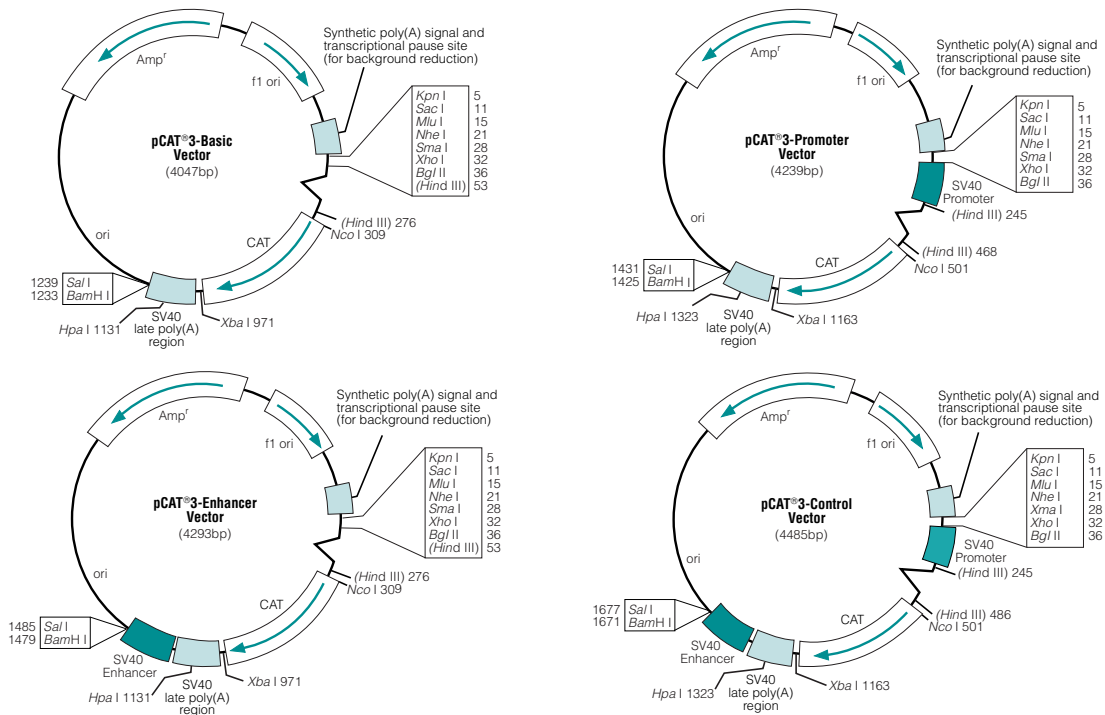 Ampʳ
f1 ori
Synthetic poly(A) signal and
transcriptional pause site
(for background reduction)
pCAT®3-Basic
Vector
(4047bp)
Kpn I 5
Sac I 11
Mlu I 15
Nhe I 21
Sma I 28
Xho I 32
Bgl II 36
(Hind III) 53
(Hind III) 276
Nco I 309
CAT
ori
1239 Sal I
1233 BamH I
Hpa I 1131
SV40
late poly(A)
region
Xba I 971
Ampʳ
f1 ori
Synthetic poly(A) signal and
transcriptional pause site
(for background reduction)
pCAT®3-Promoter
Vector
(4239bp)
Kpn I 5
Sac I 11
Mlu I 15
Nhe I 21
Sma I 28
Xho I 32
Bgl II 36
SV40
Promoter
(Hind III) 245
(Hind III) 468
Nco I 501
CAT
ori
1431 Sal I
1425 BamH I
Hpa I 1323
SV40
late poly(A)
region
Xba I 1163
Ampʳ
f1 ori
Synthetic poly(A) signal and
transcriptional pause site
(for background reduction)
pCAT®3-Enhancer
Vector
(4293bp)
Kpn I 5
Sac I 11
Mlu I 15
Nhe I 21
Sma I 28
Xho I 32
Bgl II 36
(Hind III) 53
(Hind III) 276
Nco I 309
CAT
ori
1485 Sal I
1479 BamH I
SV40
Enhancer
Hpa I 1131
SV40
late poly(A)
region
Xba I 971
Ampʳ
f1 ori
Synthetic poly(A) signal and
transcriptional pause site
(for background reduction)
pCAT®3-Control
Vector
(4485bp)
Kpn I 5
Sac I 11
Mlu I 15
Nhe I 21
Xma I 28
Xho I 32
Bgl II 36
SV40
Promoter
(Hind III) 245
(Hind III) 486
Nco I 501
CAT
ori
1677 Sal I
1671 BamH I
SV40
Enhancer
Hpa I 1323
SV40
late poly(A)
region
Xba I 1163